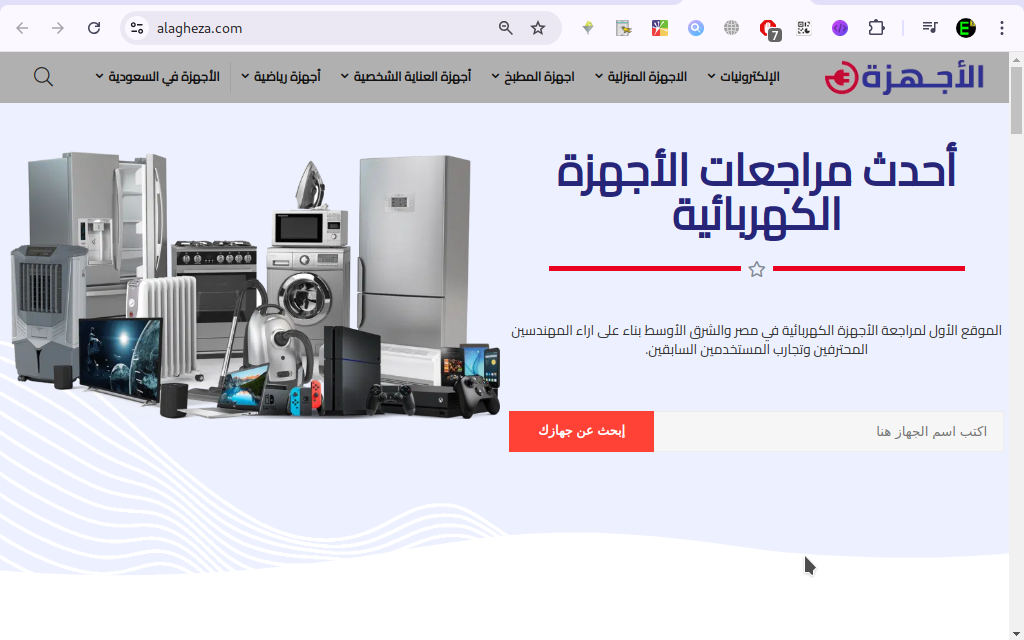 alagheza.com
7
الأجهزة
الإلكترونيات
الاجهزة المنزلية
اجهزة المطبخ
أجهزة العناية الشخصية
أجهزة رياضية
الأجهزة في السعودية
أحدث مراجعات الأجهزة
الكهربائية
الموقع الأول لمراجعة الأجهزة الكهربائية في مصر والشرق الأوسط بناء على اراء المهندسين
المحترفين وتجارب المستخدمين السابقين.
اكتب اسم الجهاز هنا
إبحث عن جهازك